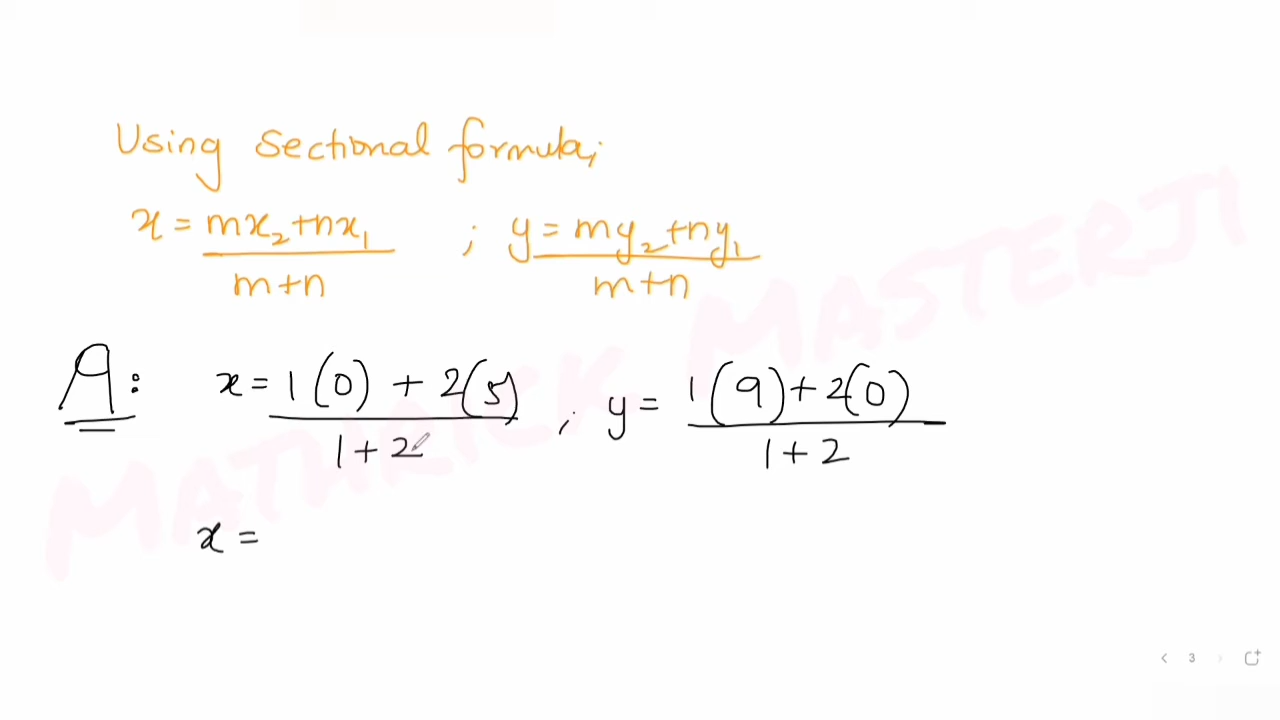 Using Sectional formula;
x = mx₂+nx₁ / m+n ; y = my₂+ny₁ / m+n
A: x = 1(0) + 2(5) / 1+2 ; y = 1(9)+2(0) / 1+2
x =
MATHRICK MASTERJI
3